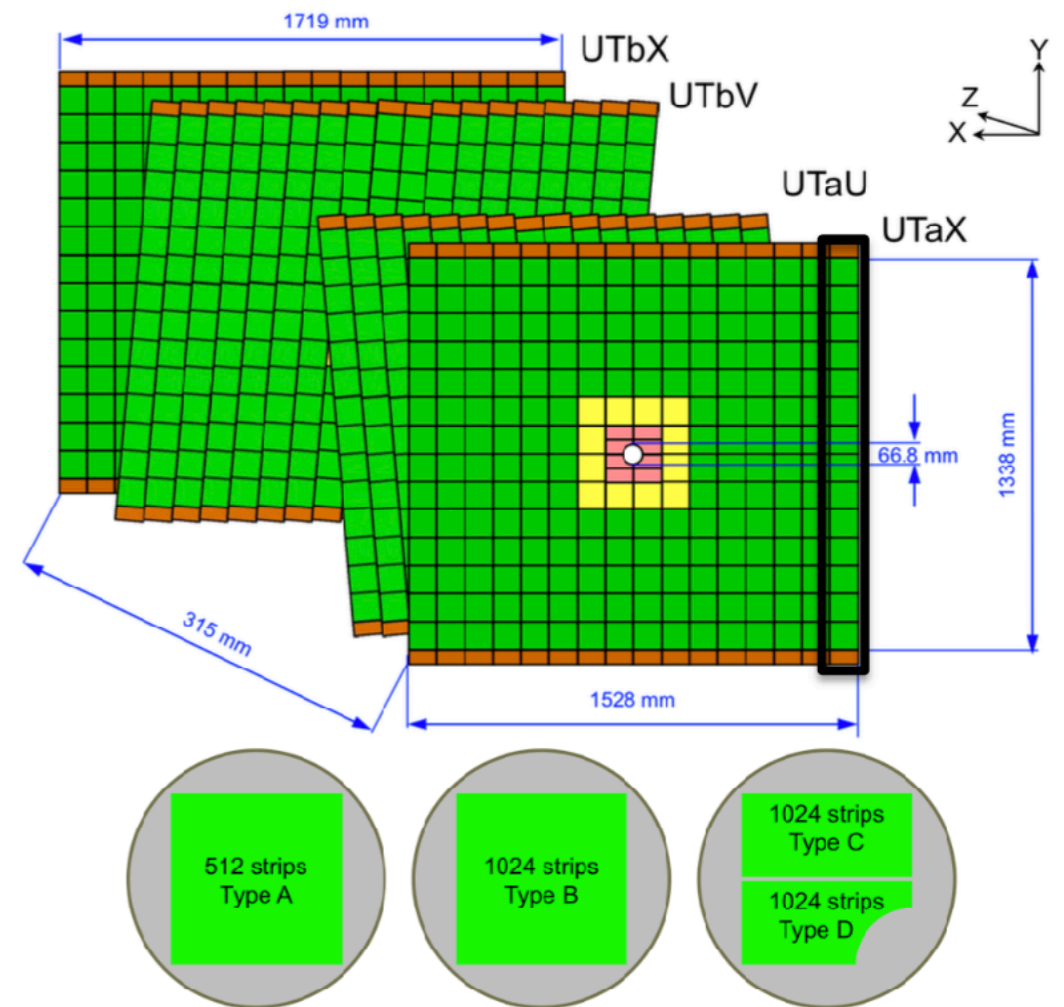 1719 mm
UTbX
UTbV
Y
Z
X
UTaU
UTaX
66.8 mm
1338 mm
315 mm
1528 mm
512 strips
Type A
1024 strips
Type B
1024 strips
Type C
1024 strips
Type D